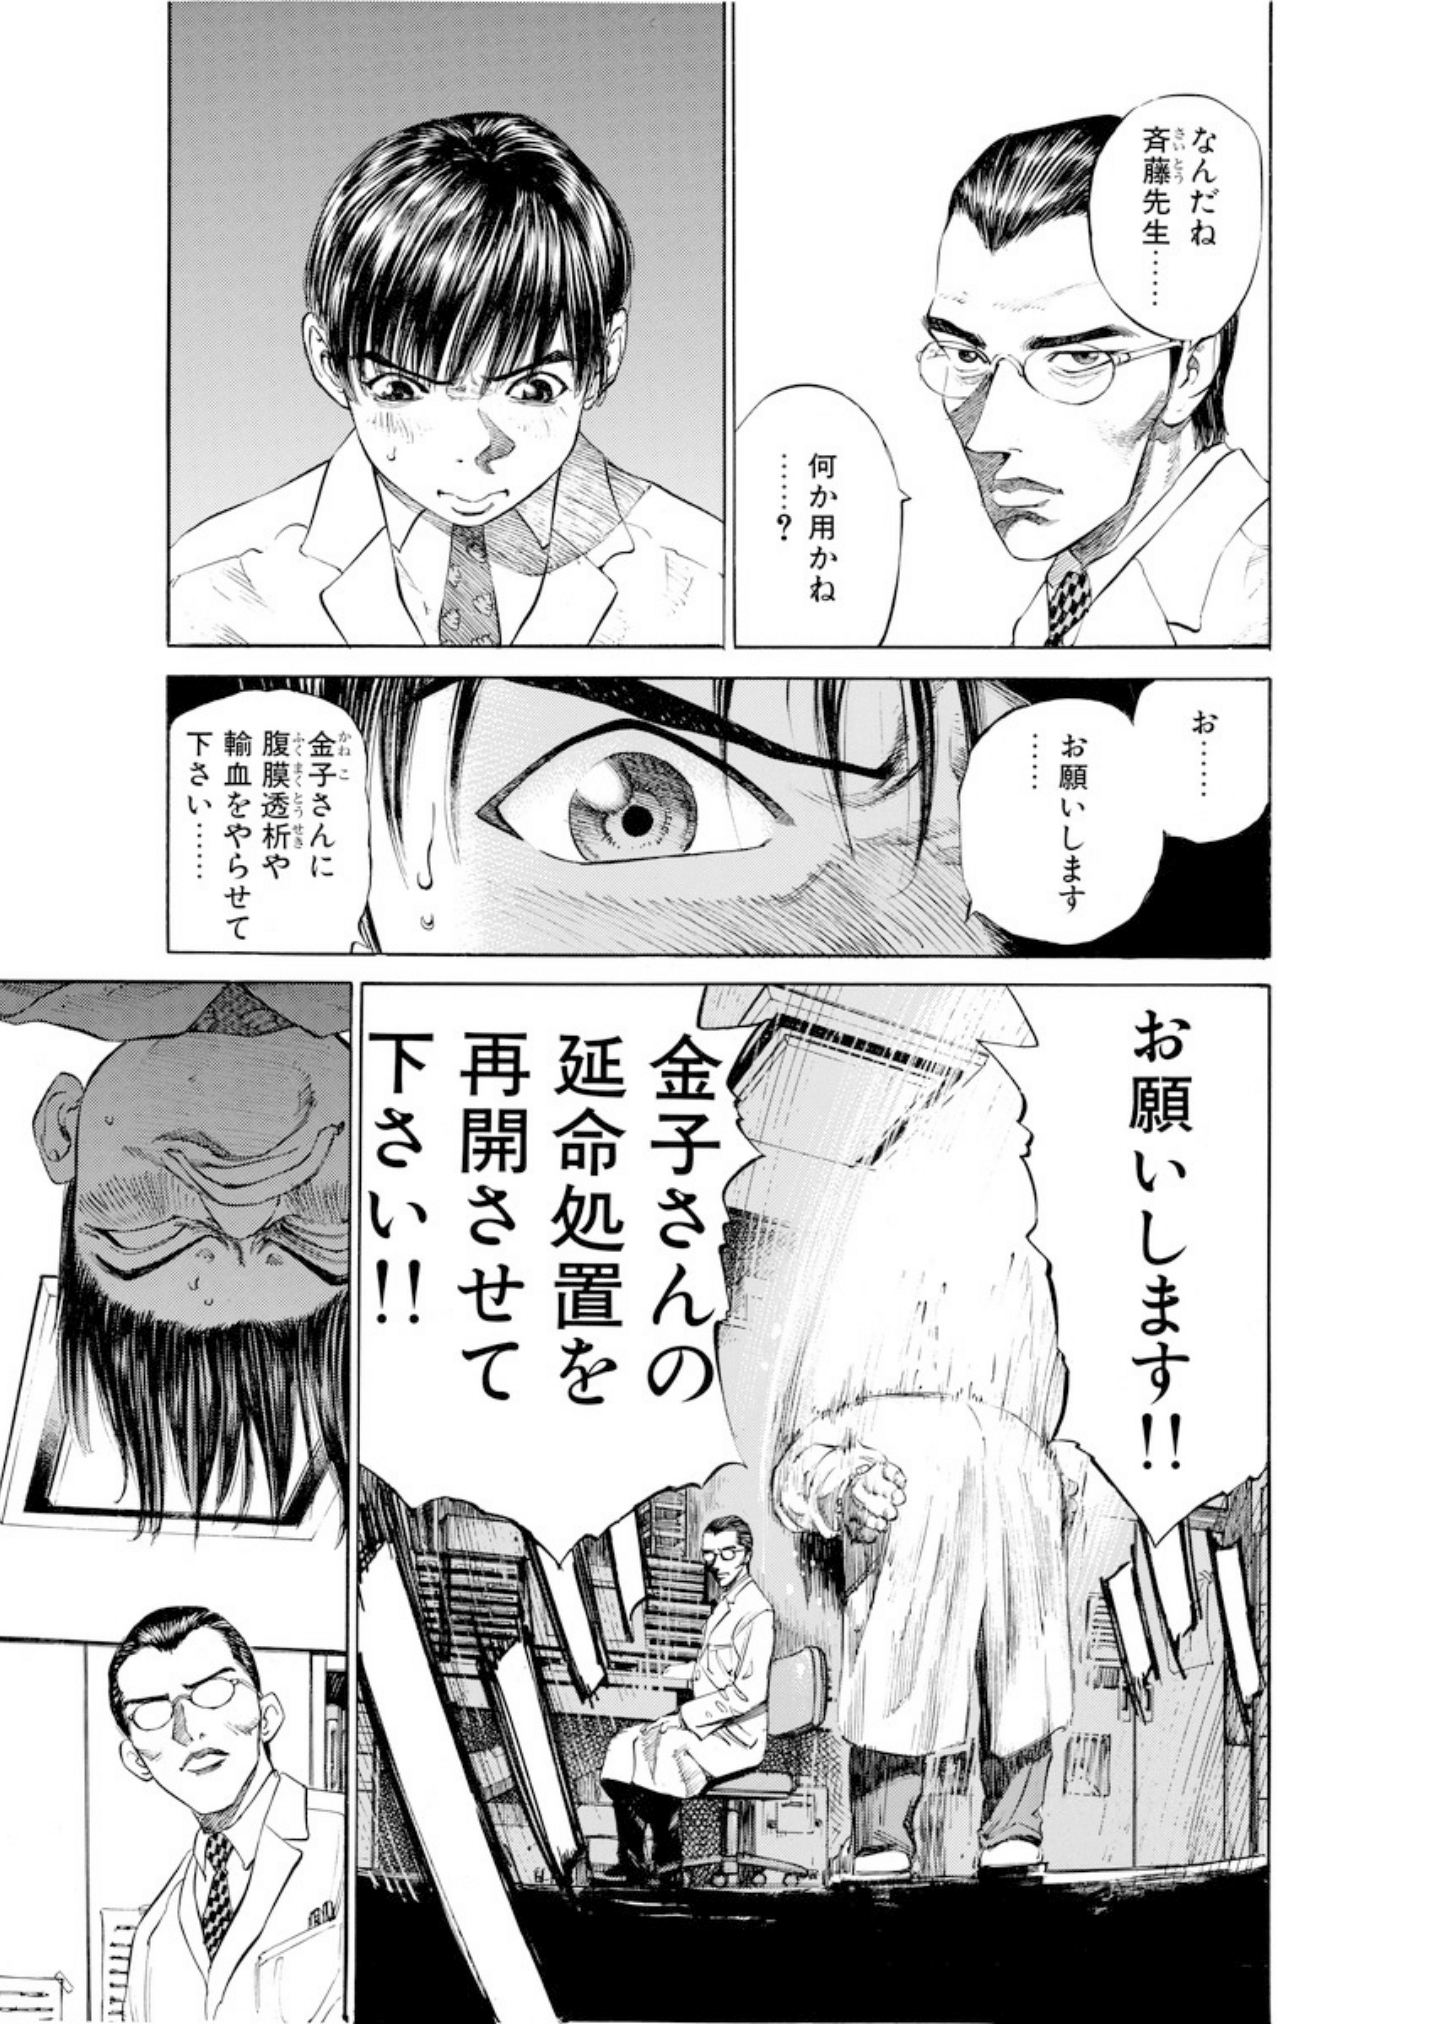 なんだね
斉藤先生……
何か用かね
……？
お……
お願いします
……
金子さんに
腹膜透析や
輸血をやらせて
下さい……
お願いします!!
金子さんの
延命処置を
再開させて
下さい!!